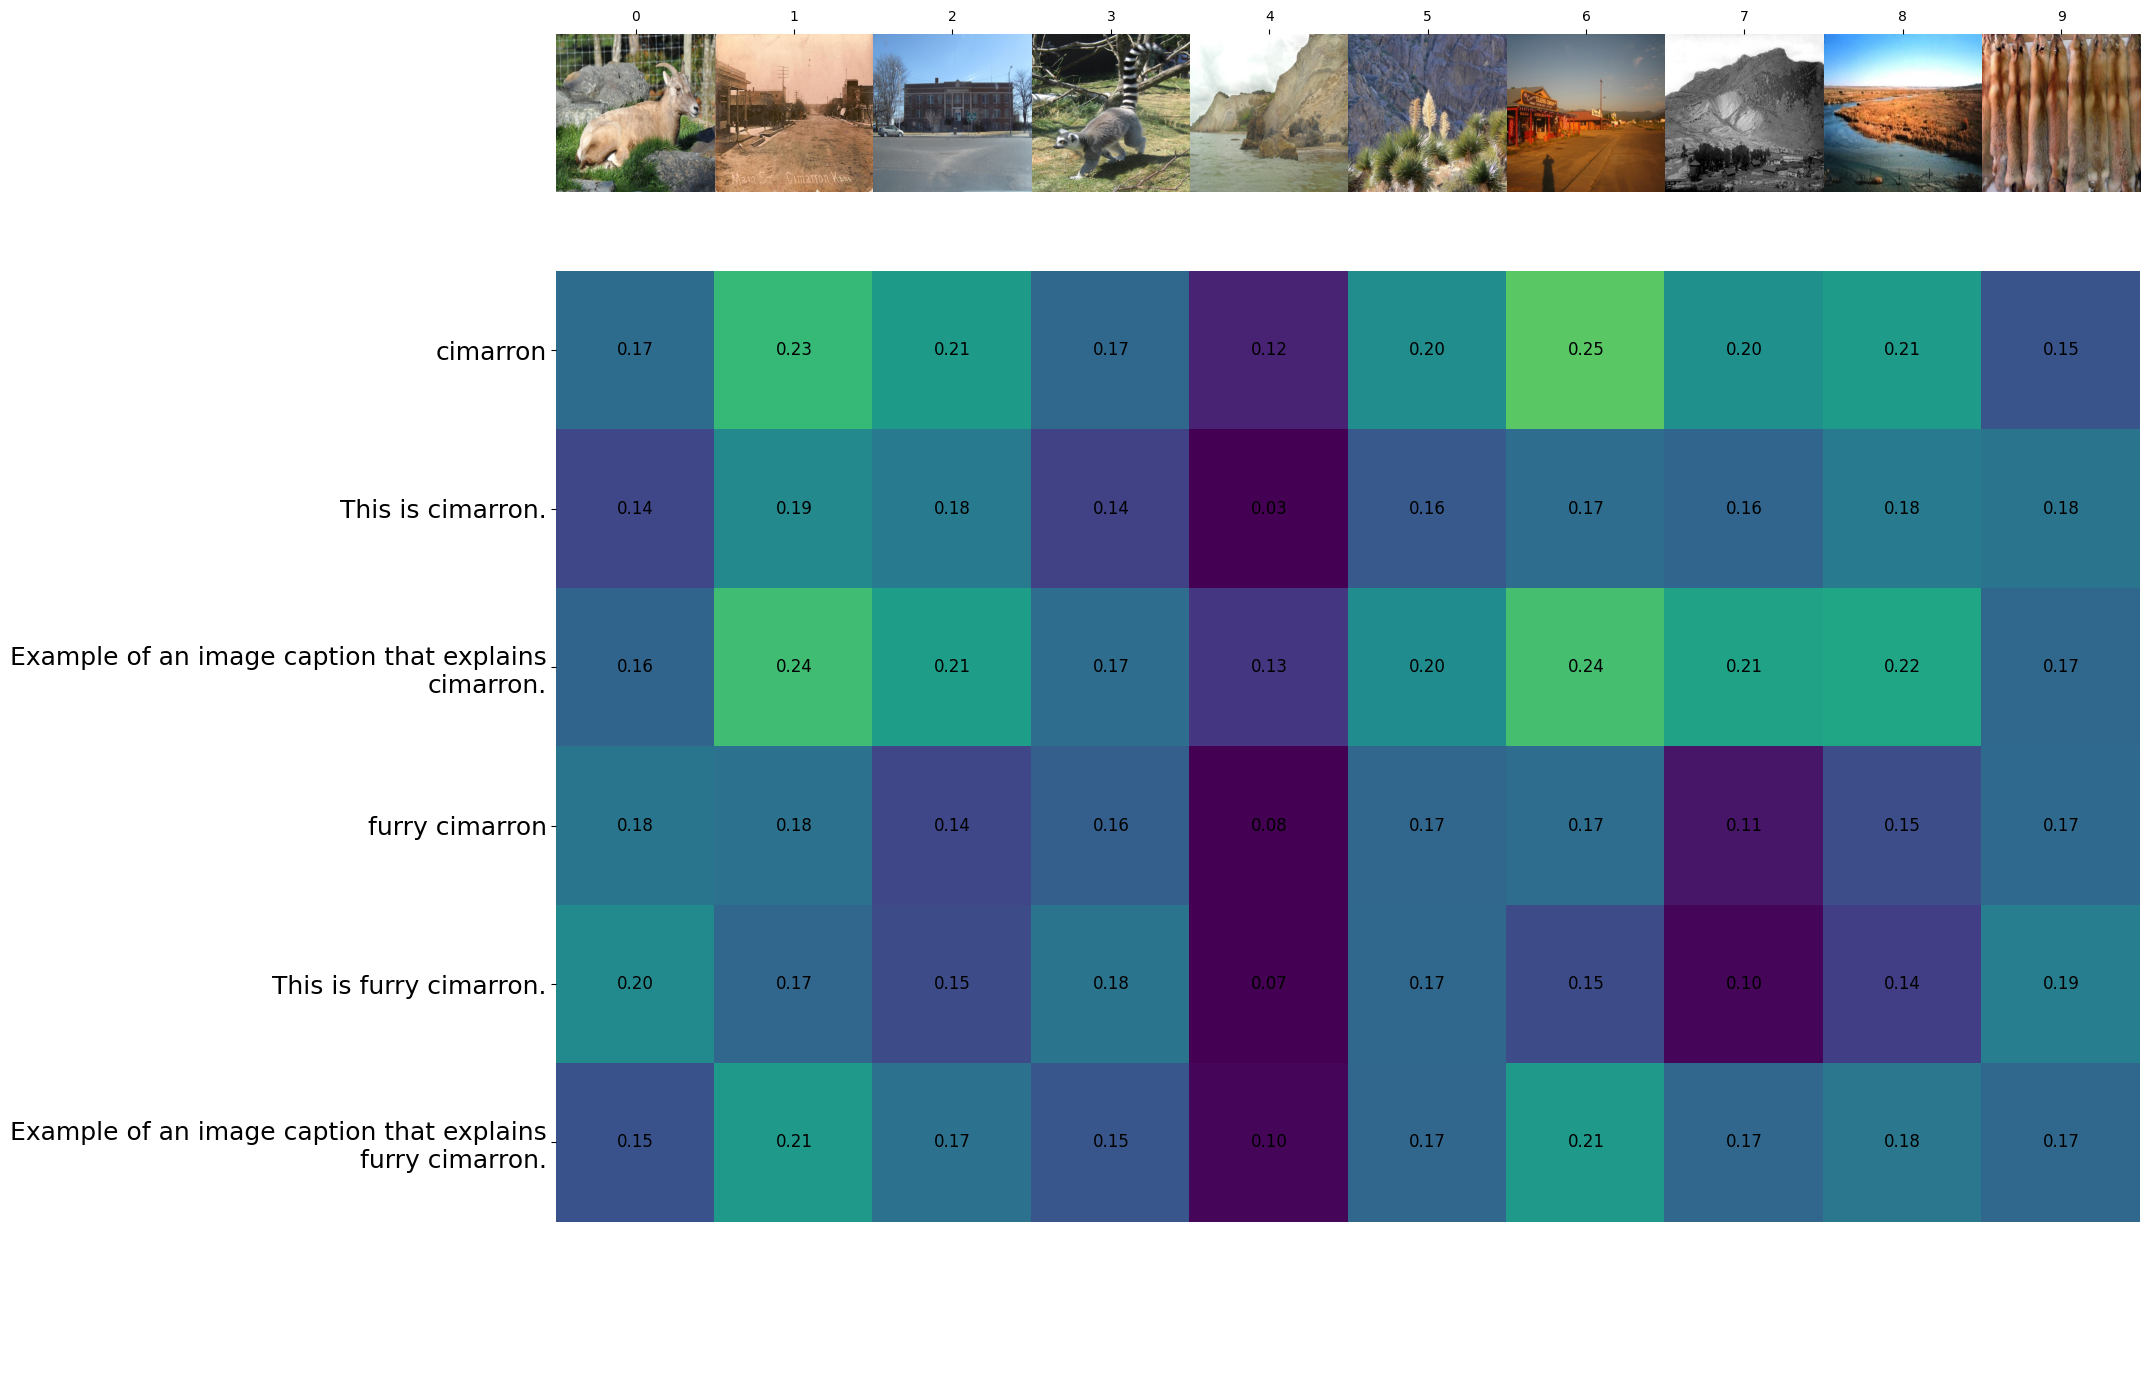 0 1 2 3 4 5 6 7 8 9
Main St Cimarron Kans
cimarron 0.17 0.23 0.21 0.17 0.12 0.20 0.25 0.20 0.21 0.15
This is cimarron. 0.14 0.19 0.18 0.14 0.03 0.16 0.17 0.16 0.18 0.18
Example of an image caption that explains
cimarron. 0.16 0.24 0.21 0.17 0.13 0.20 0.24 0.21 0.22 0.17
furry cimarron 0.18 0.18 0.14 0.16 0.08 0.17 0.17 0.11 0.15 0.17
This is furry cimarron. 0.20 0.17 0.15 0.18 0.07 0.17 0.15 0.10 0.14 0.19
Example of an image caption that explains
furry cimarron. 0.15 0.21 0.17 0.15 0.10 0.17 0.21 0.17 0.18 0.17